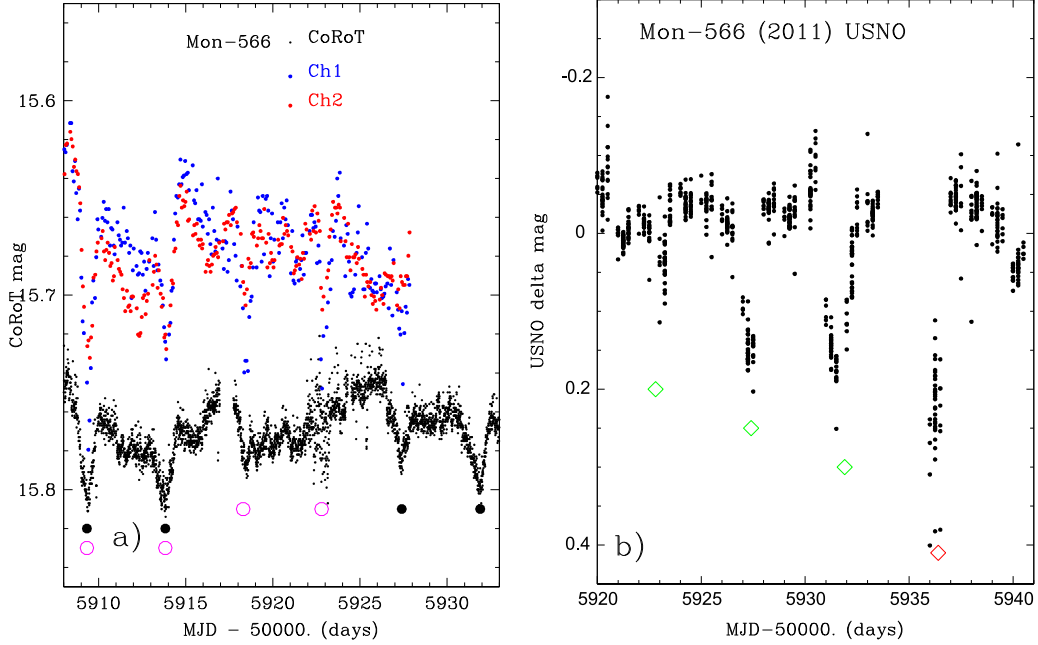 Mon-566 CoRoT
Ch1
Ch2
CoRoT mag
15.6
15.7
15.8
a)
5910 5915 5920 5925 5930
MJD - 50000. (days)
Mon-566 (2011) USNO
USNO delta mag
-0.2
0
0.2
0.4
b)
5920 5925 5930 5935 5940
MJD-50000. (days)